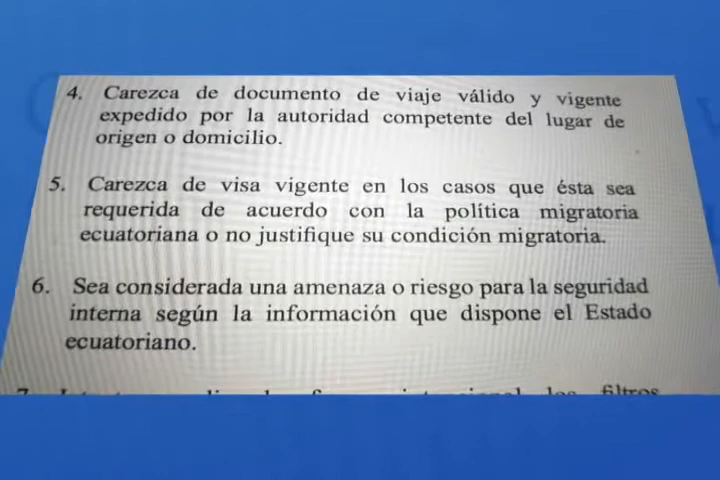 4. Carezca de documento de viaje válido y vigente
expedido por la autoridad competente del lugar de
origen o domicilio.
5. Carezca de visa vigente en los casos que ésta sea
requerida de acuerdo con la política migratoria
ecuatoriana o no justifique su condición migratoria.
6. Sea considerada una amenaza o riesgo para la seguridad
interna según la información que dispone el Estado
ecuatoriano.
los filtros